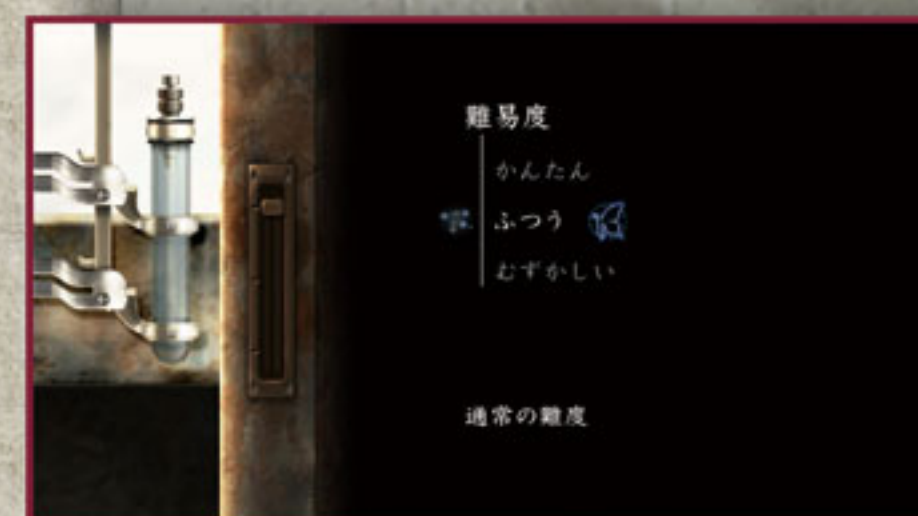 難易度
かんたん
ふつう
むずかしい
通常の難度